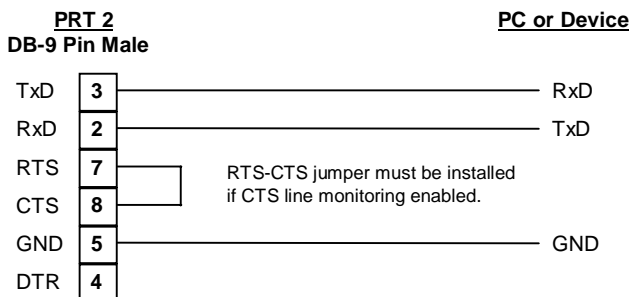 PRT 2 PC or Device
DB-9 Pin Male
TxD 3 RxD
RxD 2 TxD
RTS 7 RTS-CTS jumper must be installed
if CTS line monitoring enabled.
CTS 8
GND 5 GND
DTR 4